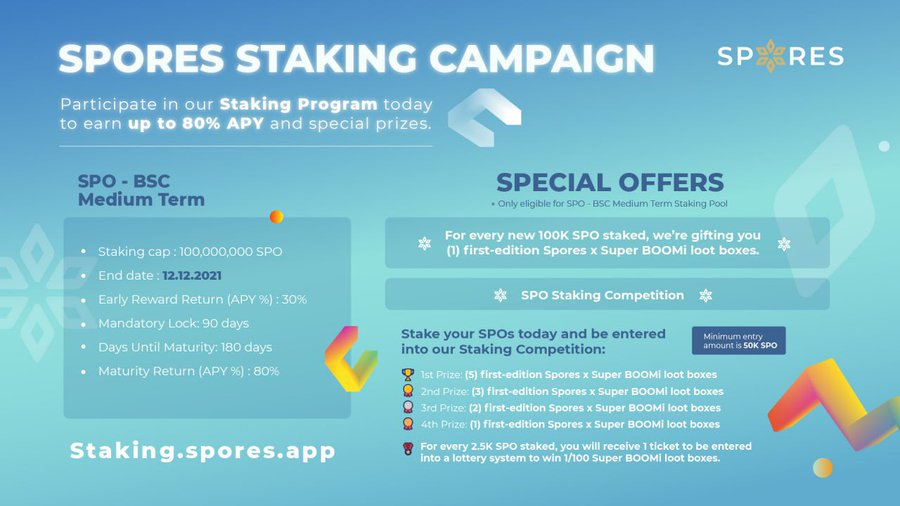 SPORES STAKING CAMPAIGN
SPORES
Participate in our Staking Program today
to earn up to 80% APY and special prizes.
SPO - BSC
Medium Term
• Staking cap : 100,000,000 SPO
• End date : 12.12.2021
• Early Reward Return (APY %) : 30%
• Mandatory Lock: 90 days
• Days Until Maturity: 180 days
• Maturity Return (APY %) : 80%
Staking.spores.app
SPECIAL OFFERS
* Only eligible for SPO - BSC Medium Term Staking Pool
For every new 100K SPO staked, we’re gifting you
(1) first-edition Spores x Super BOOMi loot boxes.
SPO Staking Competition
Stake your SPOs today and be entered
into our Staking Competition:
Minimum entry
amount is 50K SPO
1st Prize: (5) first-edition Spores x Super BOOMi loot boxes
2nd Prize: (3) first-edition Spores x Super BOOMi loot boxes
3rd Prize: (2) first-edition Spores x Super BOOMi loot boxes
4th Prize: (1) first-edition Spores x Super BOOMi loot boxes
For every 2.5K SPO staked, you will receive 1 ticket to be entered
into a lottery system to win 1/100 Super BOOMi loot boxes.